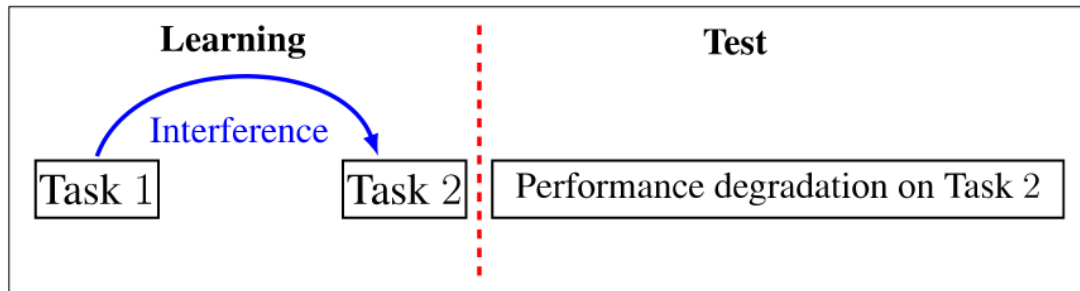 Learning
Test
Interference
Task 1
Task 2
Performance degradation on Task 2